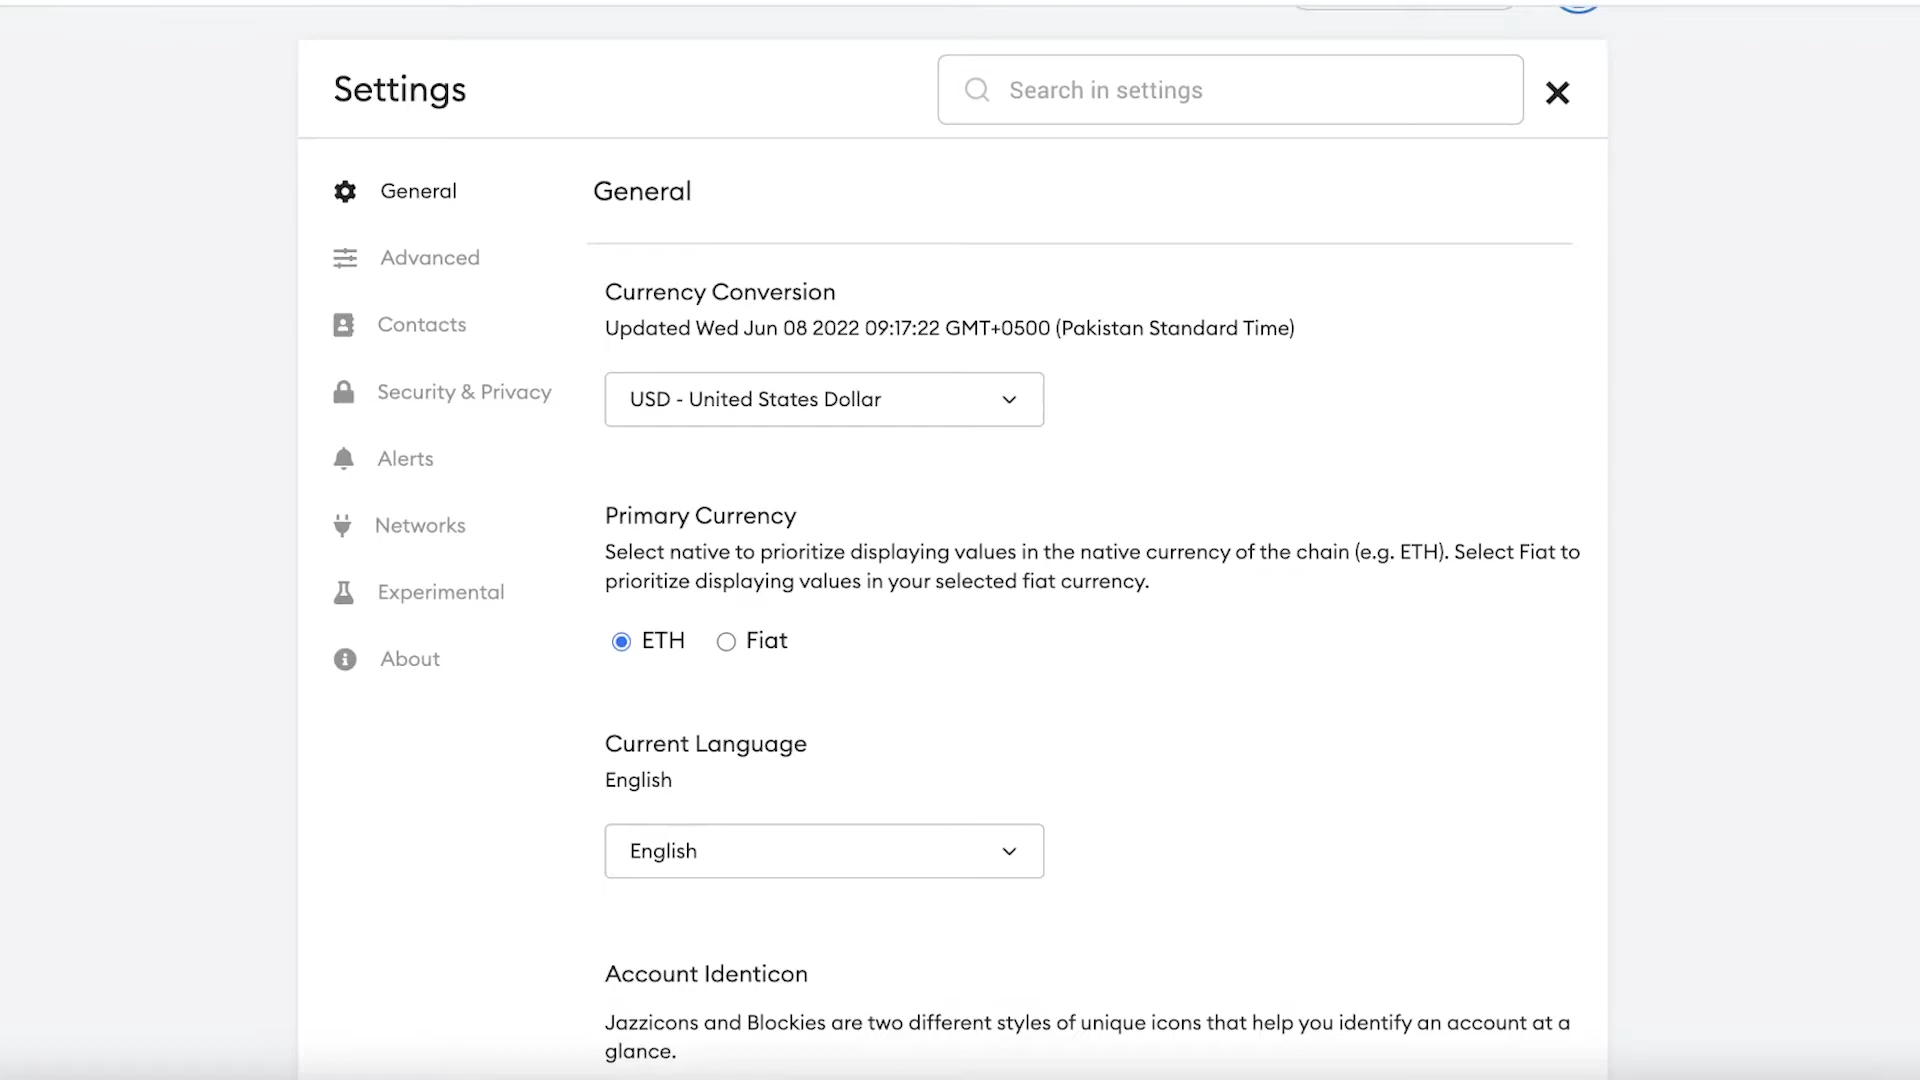 Settings
Search in settings
General
Advanced
Contacts
Security & Privacy
Alerts
Networks
Experimental
About
General
Currency Conversion
Updated Wed Jun 08 2022 09:17:22 GMT+0500 (Pakistan Standard Time)
USD - United States Dollar
Primary Currency
Select native to prioritize displaying values in the native currency of the chain (e.g. ETH). Select Fiat to
prioritize displaying values in your selected fiat currency.
ETH Fiat
Current Language
English
English
Account Identicon
Jazzicons and Blockies are two different styles of unique icons that help you identify an account at a
glance.